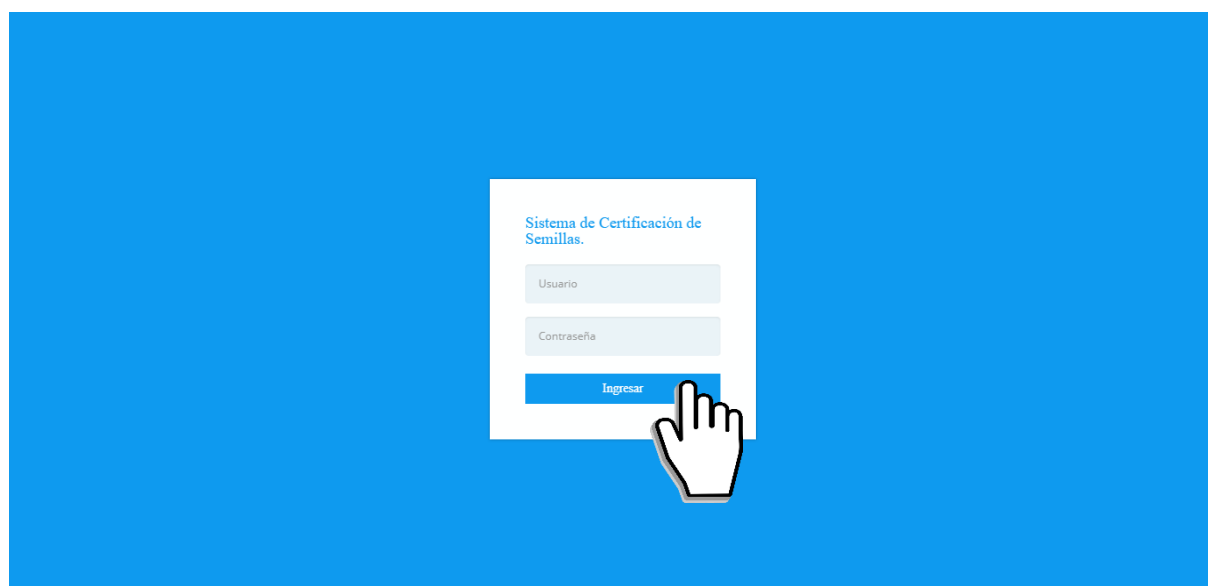 Sistema de Certificación de
Semillas.
Usuario
Contraseña
Ingresar